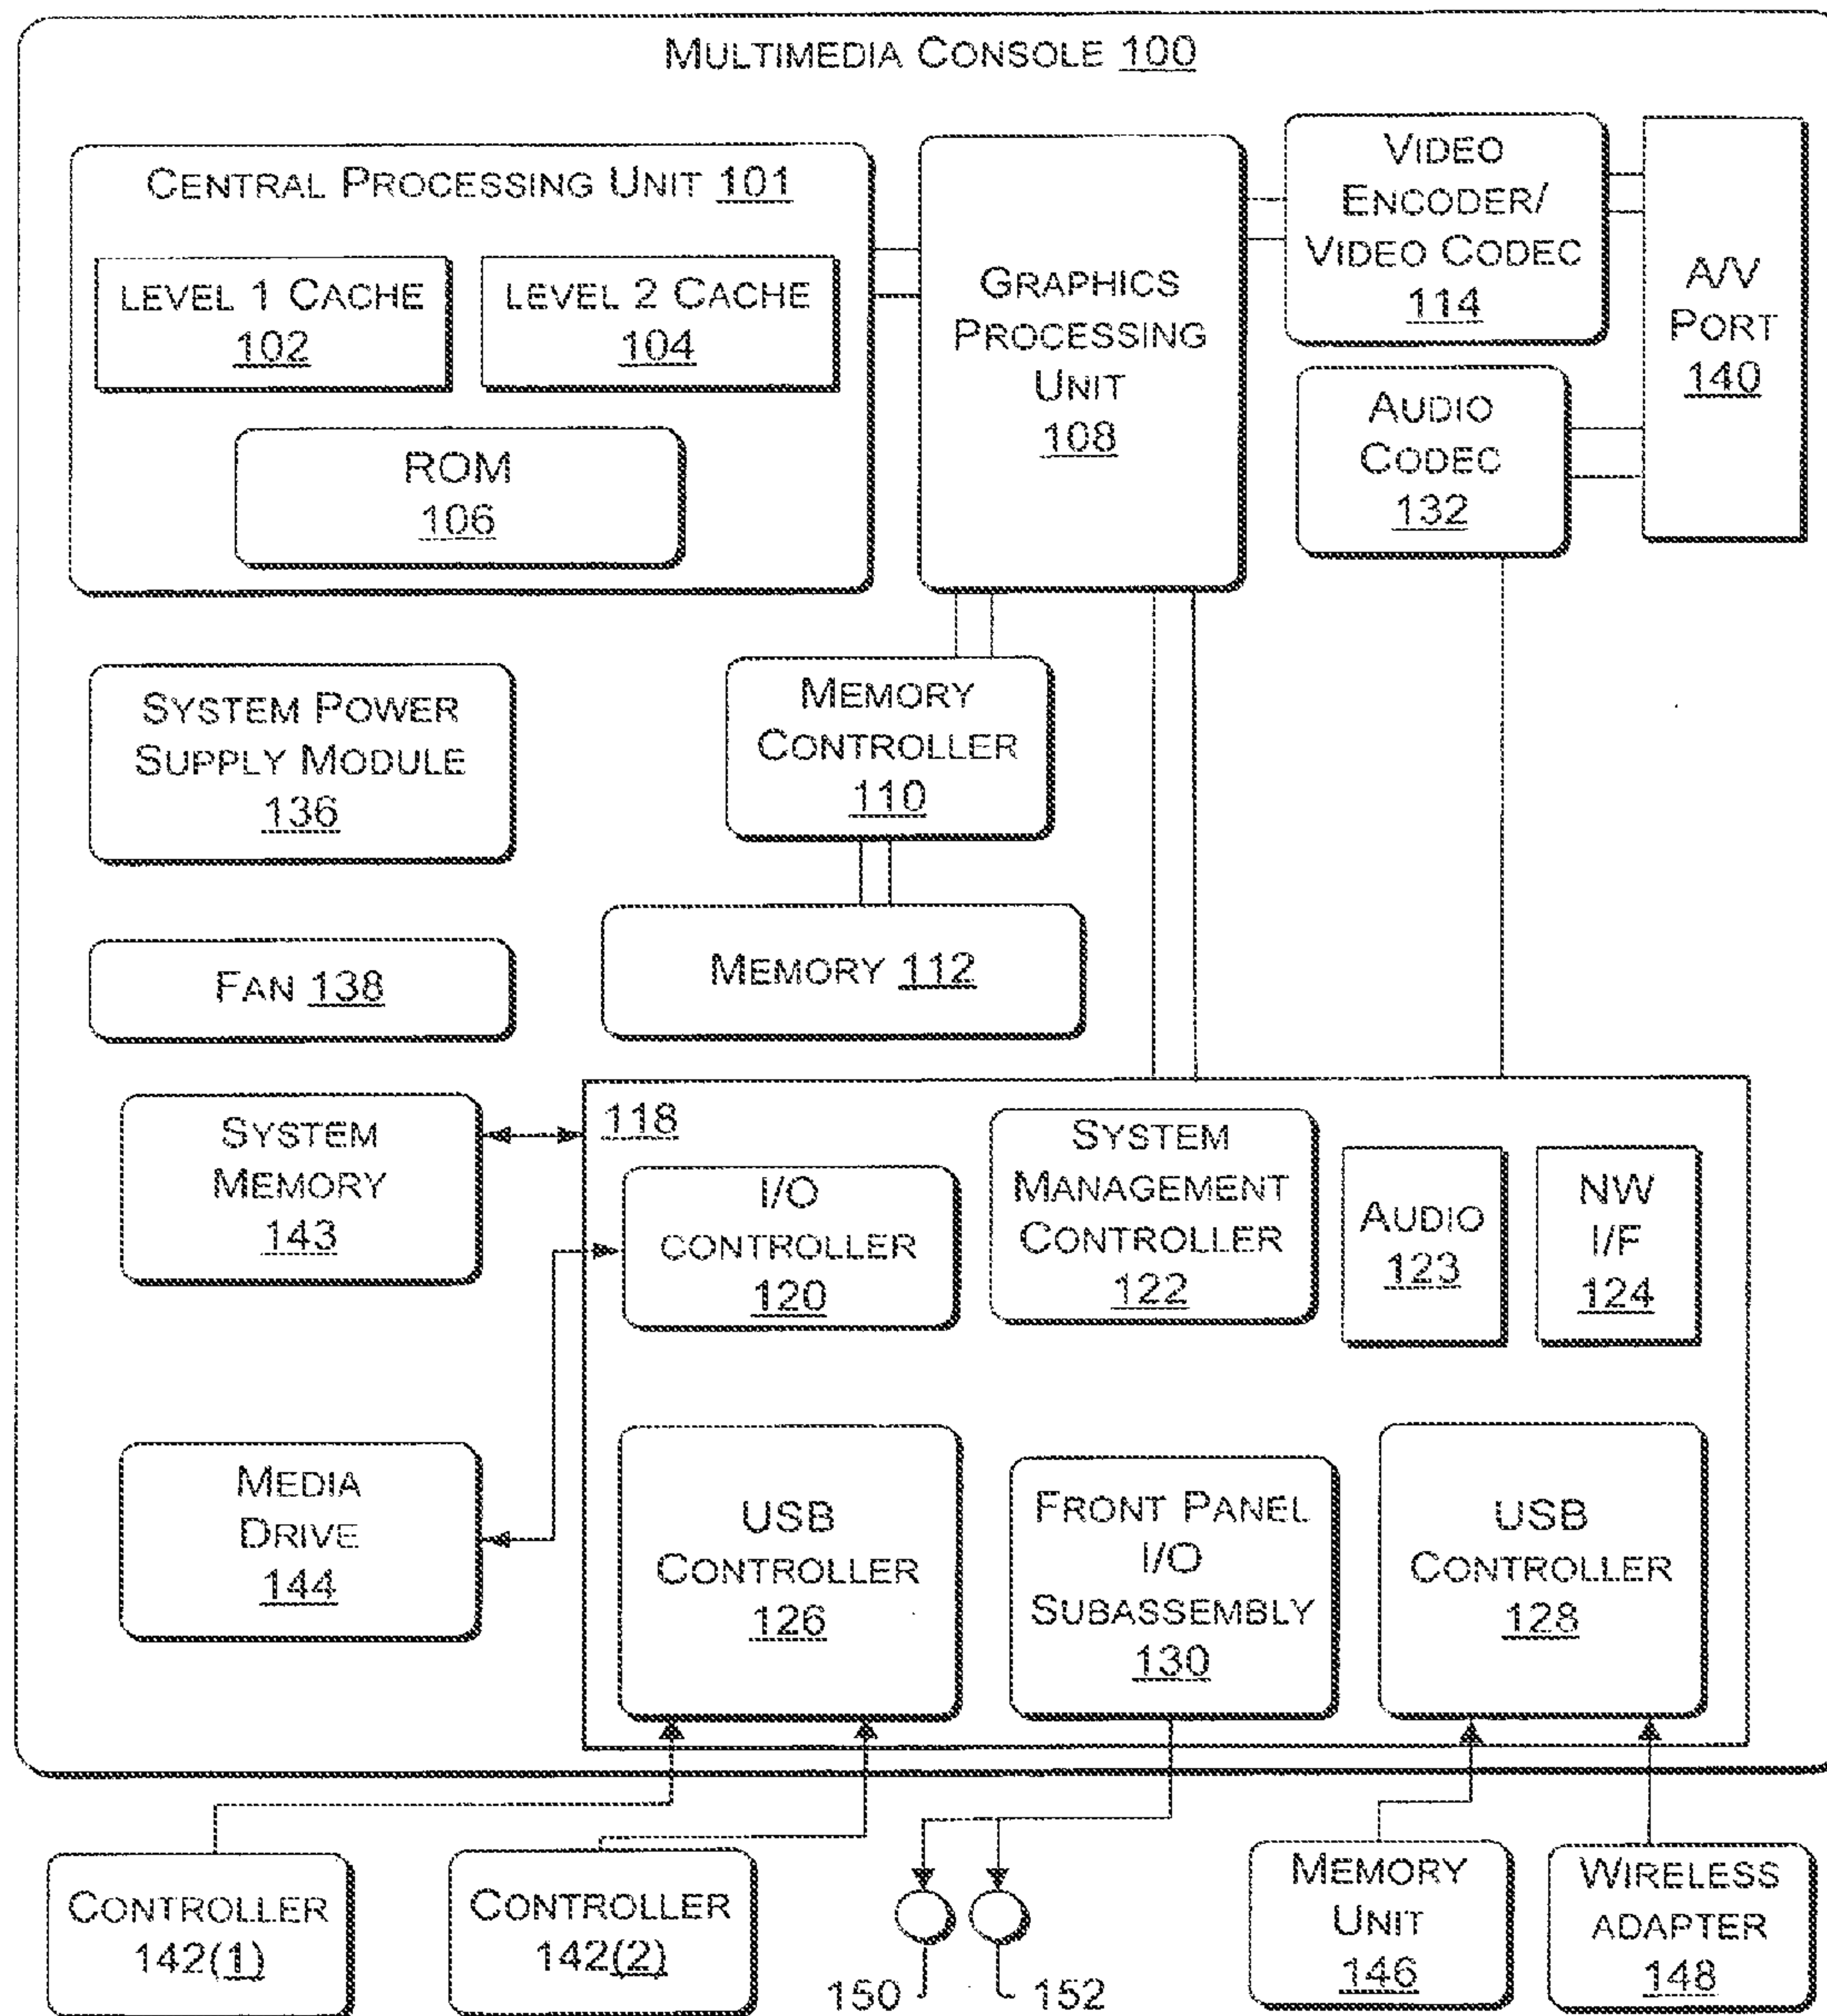 MULTIMEDIA CONSOLE 100
CENTRAL PROCESSING UNIT 101
LEVEL 1 CACHE
102
LEVEL 2 CACHE
104
ROM
106
GRAPHICS
PROCESSING
UNIT
108
VIDEO
ENCODER/
VIDEO CODEC
114
AUDIO
CODEC
132
A/V
PORT
140
SYSTEM POWER
SUPPLY MODULE
136
MEMORY
CONTROLLER
110
FAN 138
MEMORY 112
SYSTEM
MEMORY
143
118
I/O
CONTROLLER
120
SYSTEM
MANAGEMENT
CONTROLLER
122
AUDIO
123
NW
I/F
124
MEDIA
DRIVE
144
USB
CONTROLLER
126
FRONT PANEL
I/O
SUBASSEMBLY
130
USB
CONTROLLER
128
CONTROLLER
142(1)
CONTROLLER
142(2)
150
152
MEMORY
UNIT
146
WIRELESS
ADAPTER
148